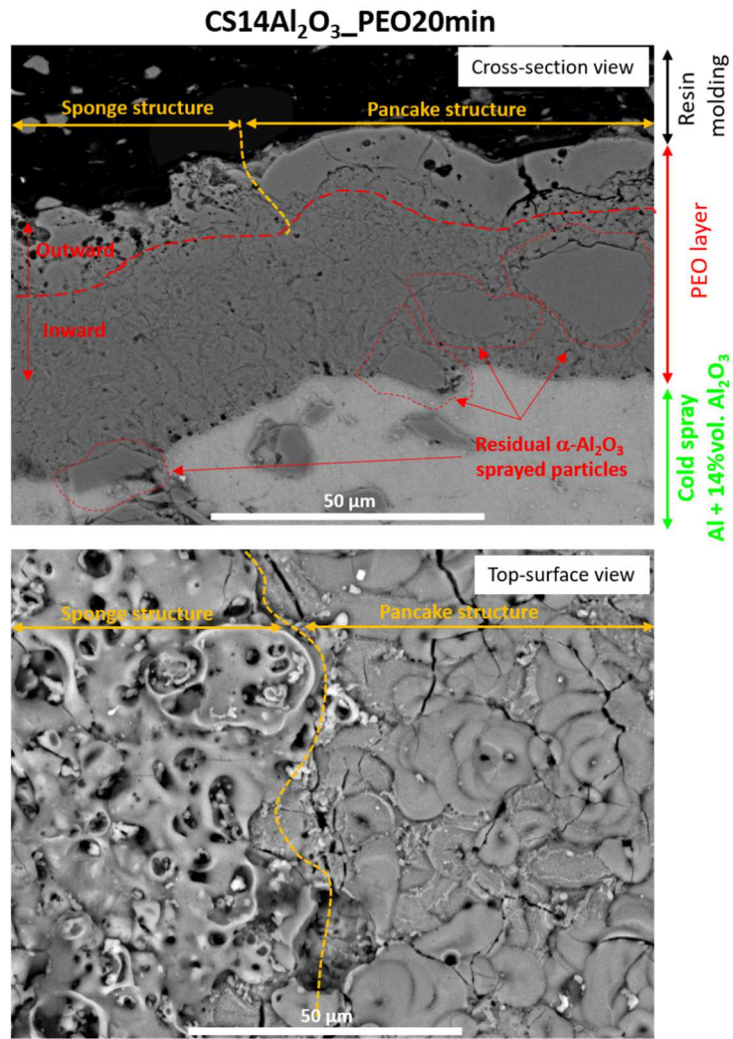 CS14Al₂O₃_PEO20min
Cross-section view
Sponge structure
Pancake structure
Resin
molding
Outward
Inward
PEO layer
Residual α-Al₂O₃
sprayed particles
50 µm
Cold spray
Al + 14%vol. Al₂O₃
Top-surface view
Sponge structure
Pancake structure
50 µm